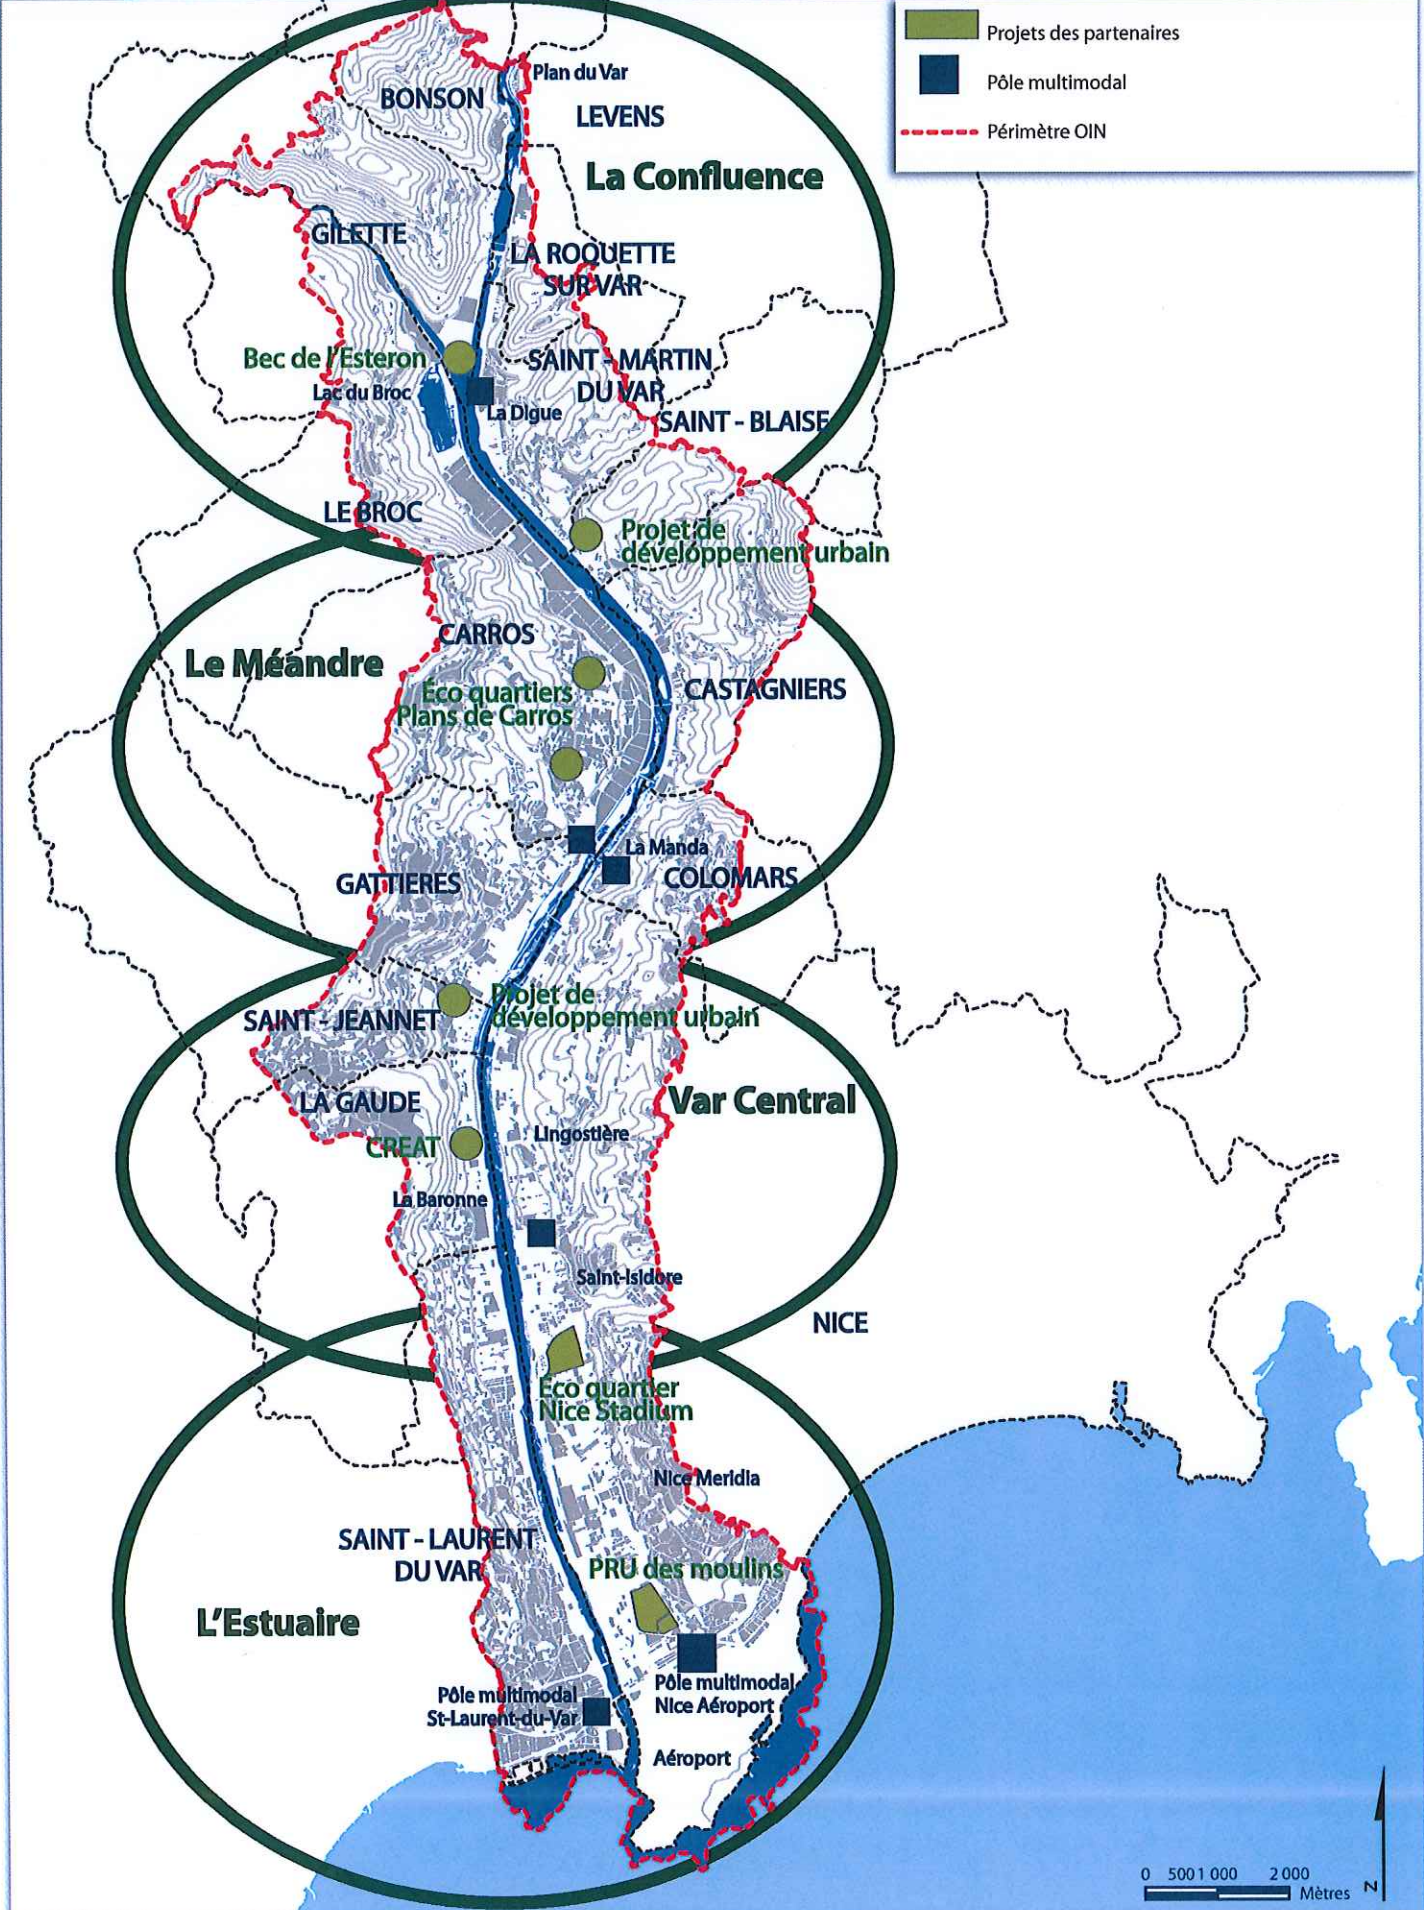 Projets des partenaires
Pôle multimodal
Périmètre OIN
Plan du Var
BONSON
LEVENS
La Confluence
GILETTE
LA ROQUETTE
SUR VAR
Bec de l'Esteron
SAINT - MARTIN
DU VAR
Lac du Broc
La Digue
SAINT - BLAISE
LE BROC
Projet de
développement urbain
CARROS
Le Méandre
CASTAGNIERS
Éco quartiers
Plans de Carros
La Manda
COLOMARS
GATTIERES
Projet de
développement urbain
SAINT - JEANNET
LA GAUDE
Var Central
CREAT
Lingostière
La Baronne
Saint-Isidore
NICE
Éco quartier
Nice Stadium
Nice Meridia
SAINT - LAURENT
DU VAR
PRU des moulins
L'Estuaire
Pôle multimodal
Nice Aéroport
Pôle multimodal
St-Laurent-du-Var
Aéroport
0 500 1 000 2 000
Mètres
N